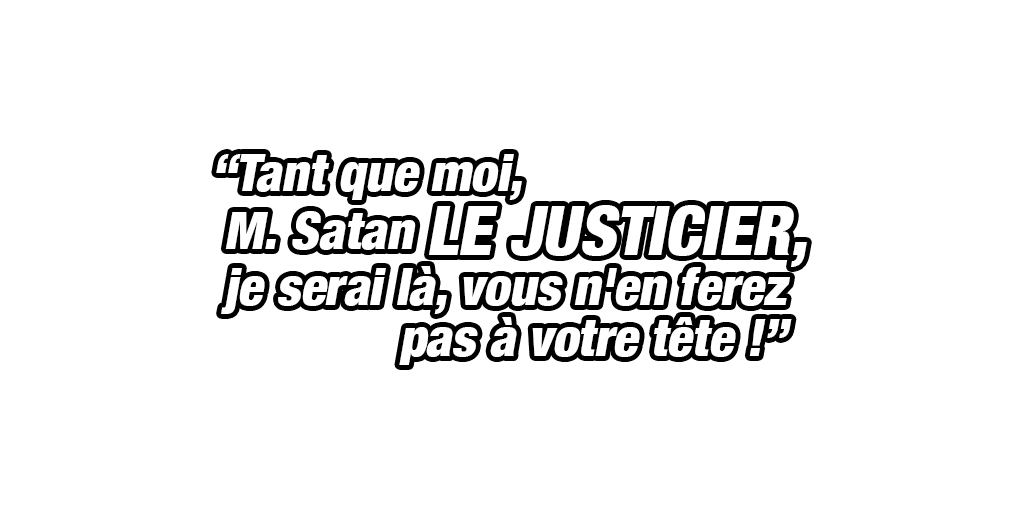 “Tant que moi,
M. Satan LE JUSTICIER,
je serai là, vous n'en ferez
pas à votre tête !”